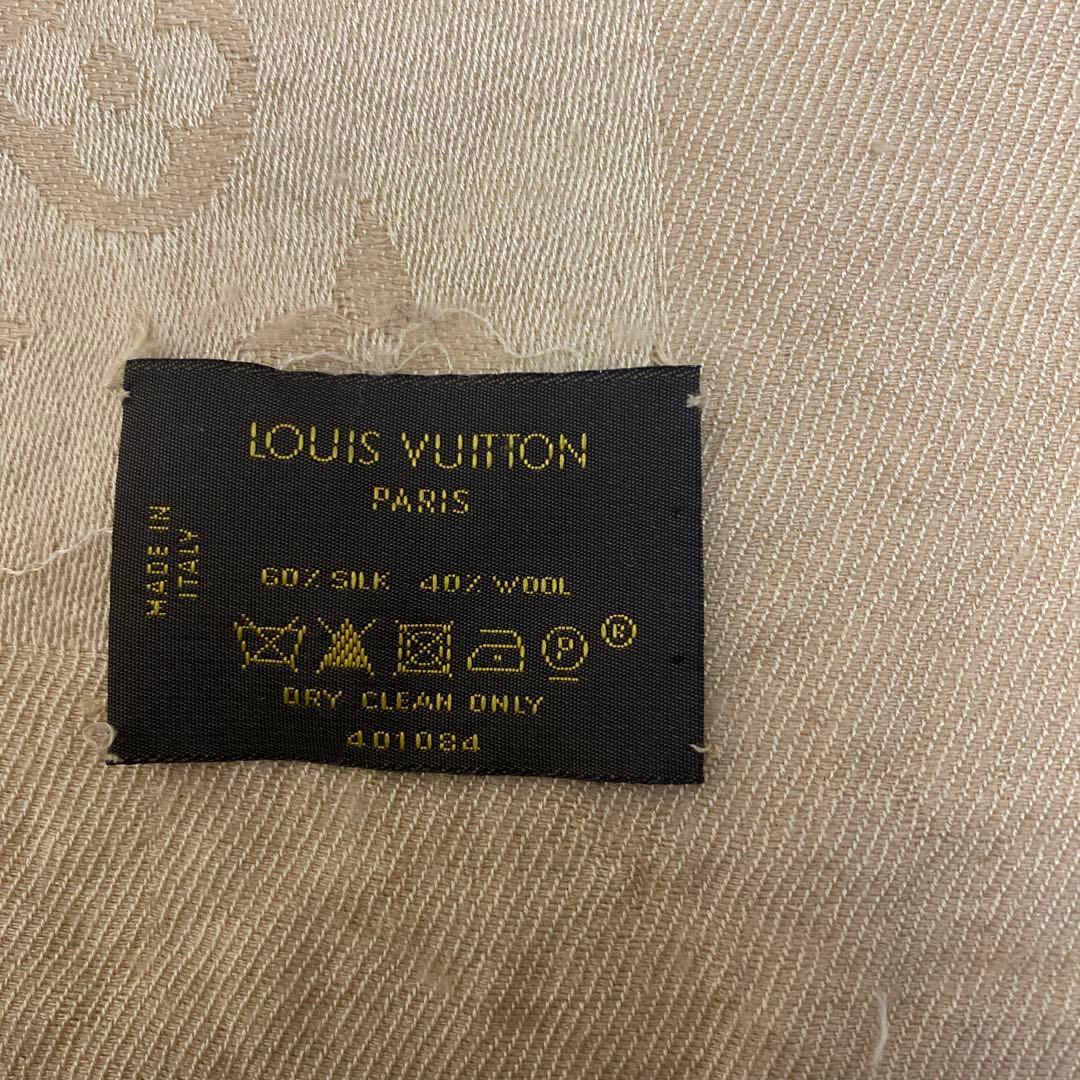 LOUIS VUITTON
PARIS
MADE IN
ITALY
60% SILK 40% WOOL
P ®
DRY CLEAN ONLY
401084